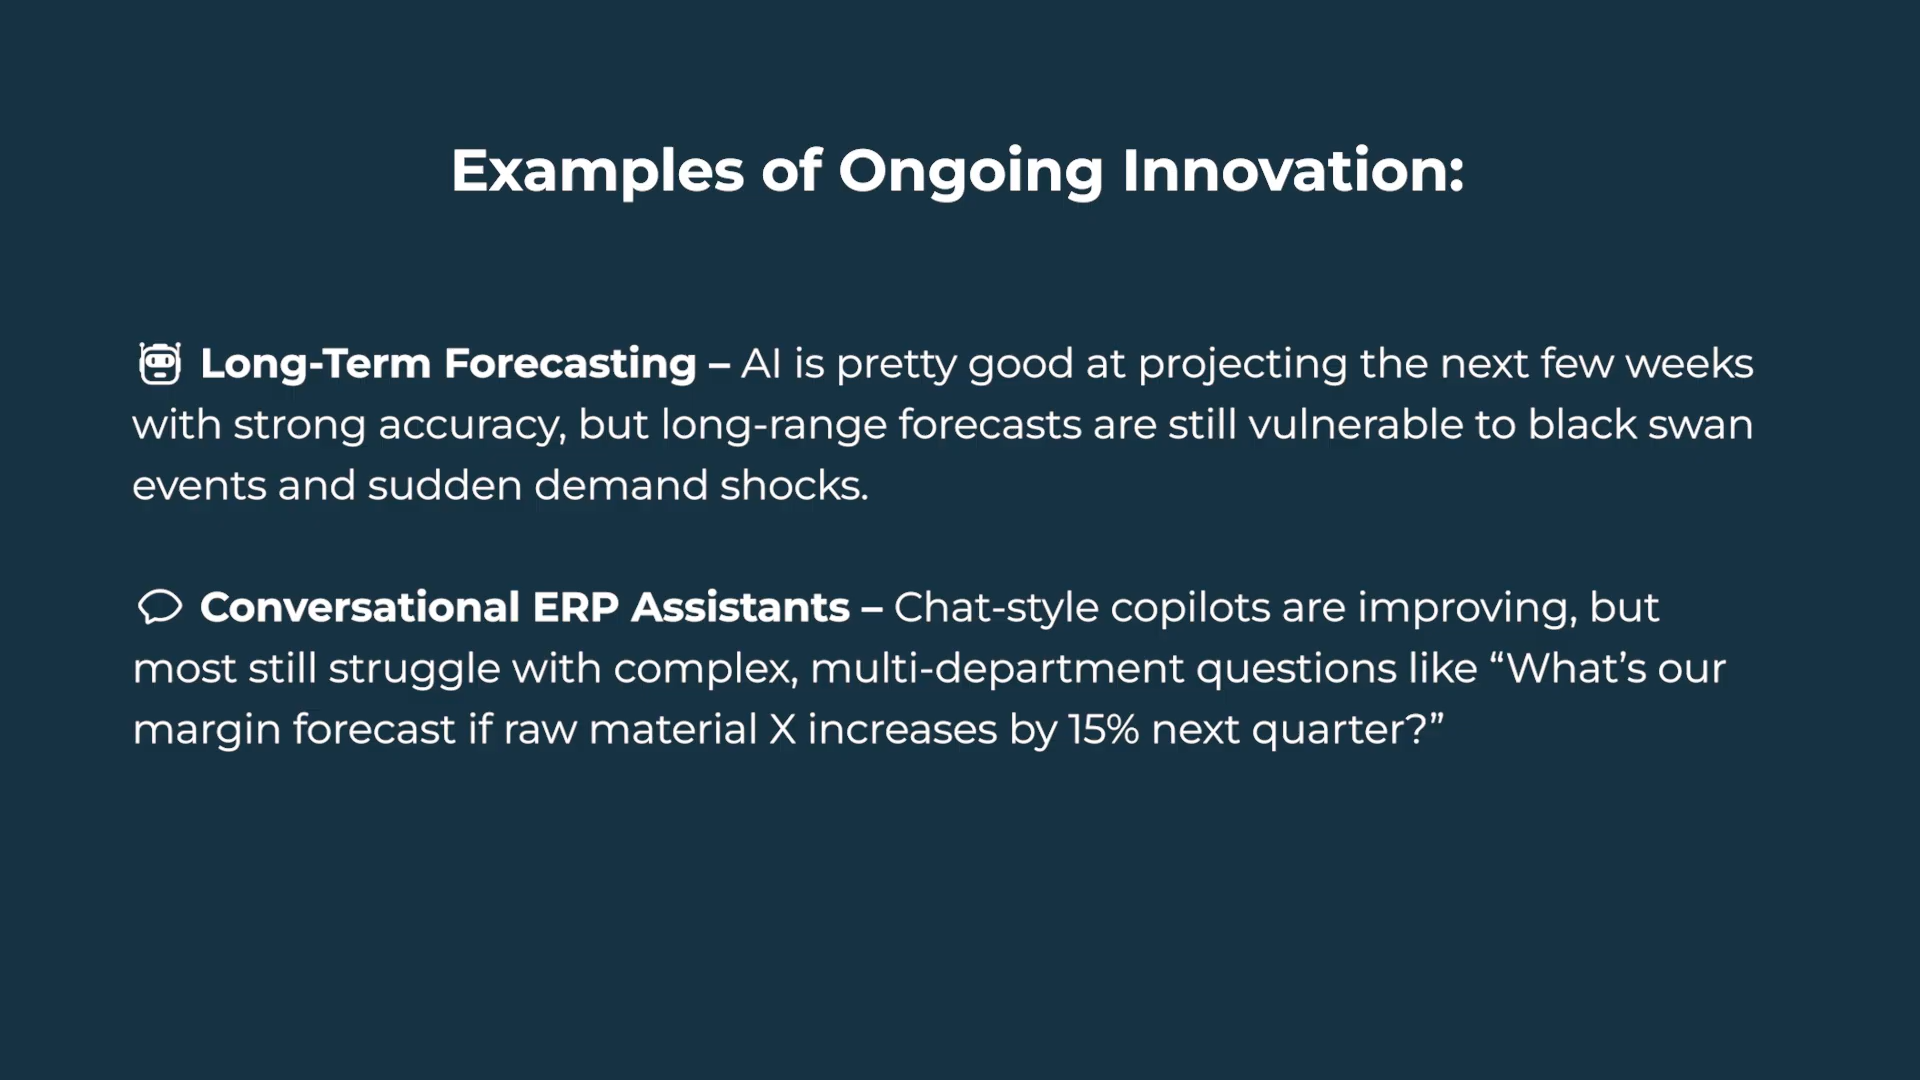 Examples of Ongoing Innovation:
Long-Term Forecasting – AI is pretty good at projecting the next few weeks
with strong accuracy, but long-range forecasts are still vulnerable to black swan
events and sudden demand shocks.
Conversational ERP Assistants – Chat-style copilots are improving, but
most still struggle with complex, multi-department questions like “What’s our
margin forecast if raw material X increases by 15% next quarter?”